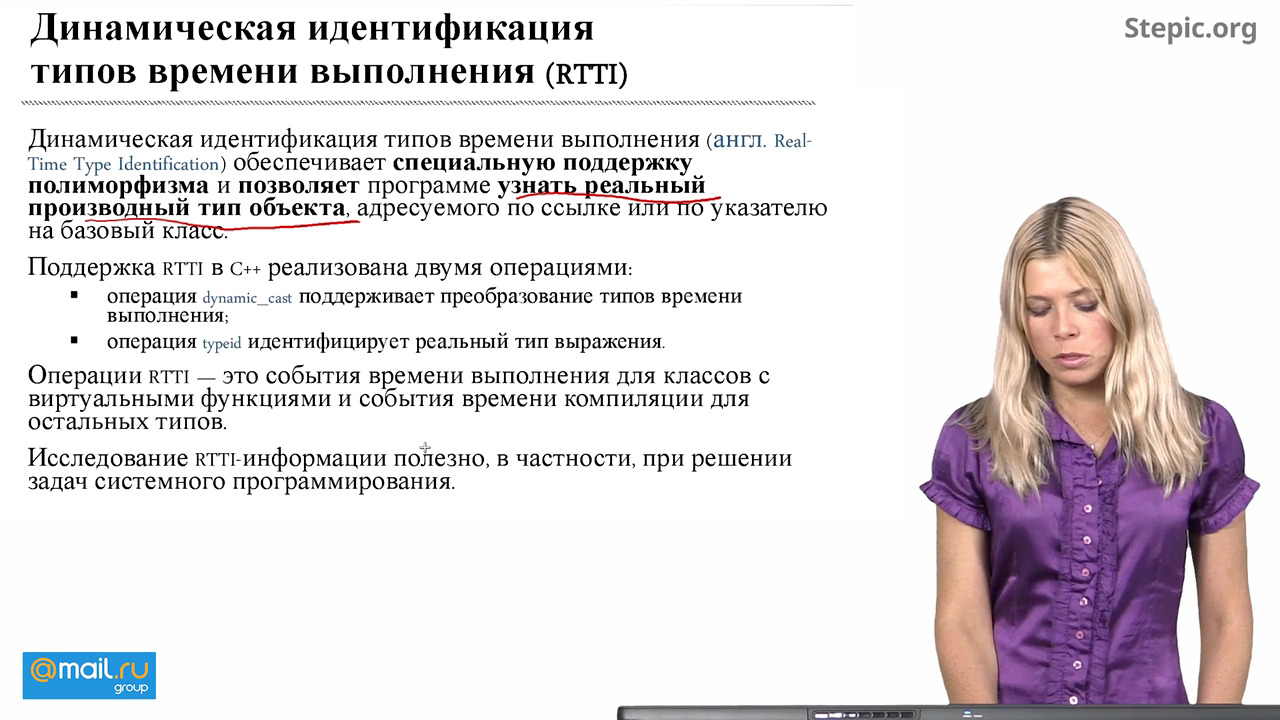 Динамическая идентификация
типов времени выполнения (RTTI)
Stepic.org
Динамическая идентификация типов времени выполнения (англ. Real-
Time Type Identification) обеспечивает специальную поддержку
полиморфизма и позволяет программе узнать реальный
производный тип объекта, адресуемого по ссылке или по указателю
на базовый класс.
Поддержка RTTI в C++ реализована двумя операциями:
▪ операция dynamic_cast поддерживает преобразование типов времени
выполнения;
▪ операция typeid идентифицирует реальный тип выражения.
Операции RTTI — это события времени выполнения для классов с
виртуальными функциями и события времени компиляции для
остальных типов.
Исследование RTTI-информации полезно, в частности, при решении
задач системного программирования.
@mail.ru
group